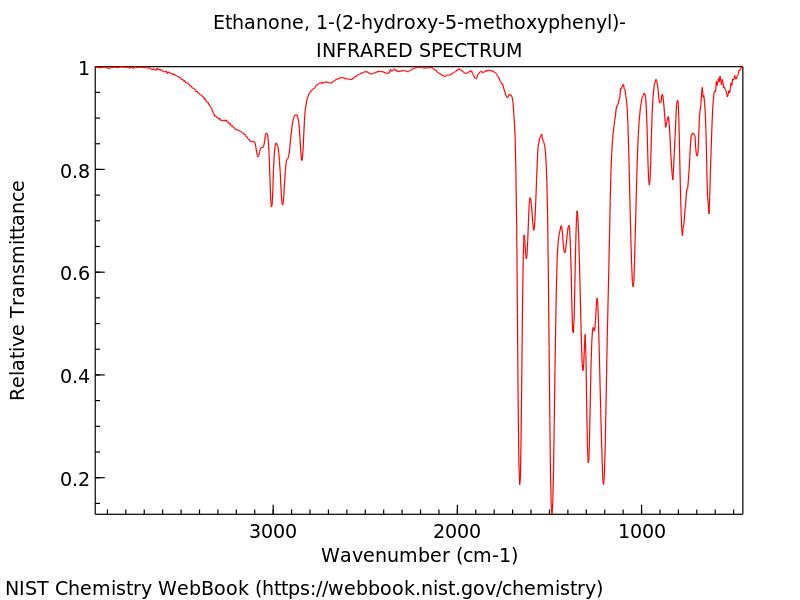 Ethanone, 1-(2-hydroxy-5-methoxyphenyl)-
INFRARED SPECTRUM
1
0.8
0.6
0.4
0.2
Relative Transmittance
3000 2000 1000
Wavenumber (cm-1)
NIST Chemistry WebBook (https://webbook.nist.gov/chemistry)